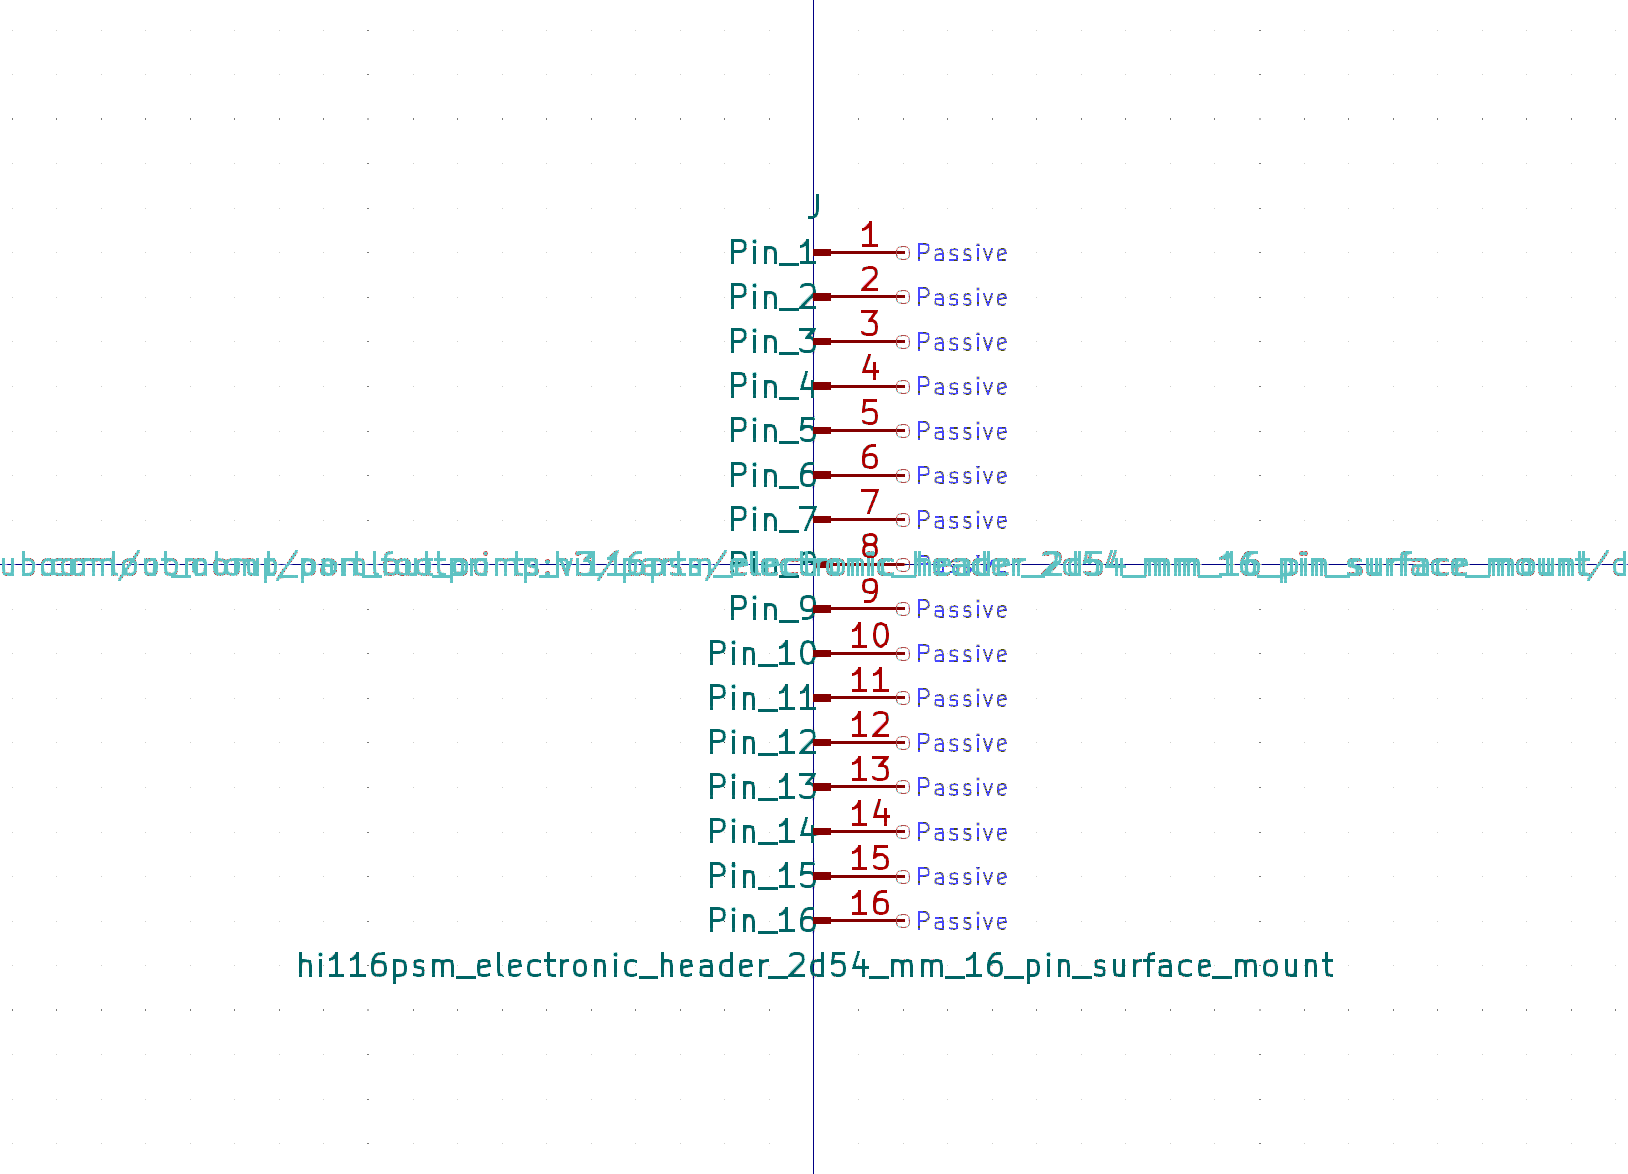 J
Pin_1 1 Passive
Pin_2 2 Passive
Pin_3 3 Passive
Pin_4 4 Passive
Pin_5 5 Passive
Pin_6 6 Passive
Pin_7 7 Passive
8
Pin_9 9 Passive
Pin_10 10 Passive
Pin_11 11 Passive
Pin_12 12 Passive
Pin_13 13 Passive
Pin_14 14 Passive
Pin_15 15 Passive
Pin_16 16 Passive
hi116psm_electronic_header_2d54_mm_16_pin_surface_mount